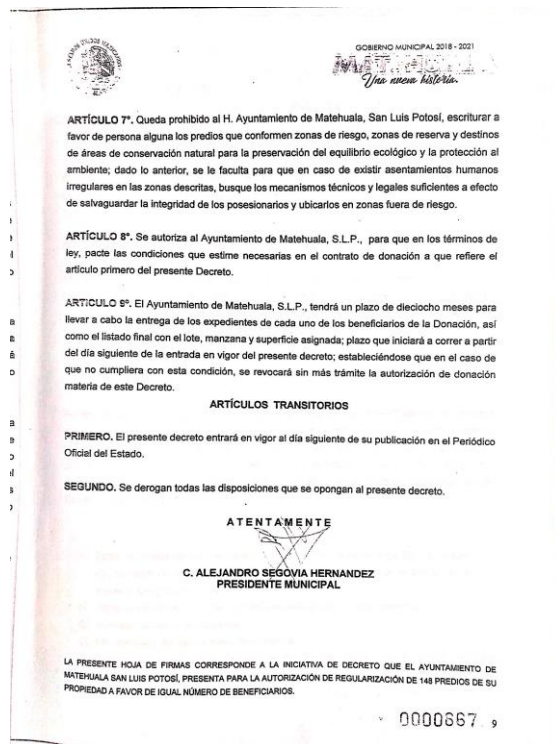 GOBIERNO MUNICIPAL 2018 - 2021
Una nueva historia.
ARTÍCULO 7°. Queda prohibido al H. Ayuntamiento de Matehuala, San Luis Potosí, escriturar a
favor de persona alguna los predios que conformen zonas de riesgo, zonas de reserva y destinos
de áreas de conservación natural para la preservación del equilibrio ecológico y la protección al
ambiente; dado lo anterior, se le faculta para que en caso de existir asentamientos humanos
irregulares en las zonas descritas, busque los mecanismos técnicos y legales suficientes a efecto
de salvaguardar la integridad de los posesionarios y ubicarlos en zonas fuera de riesgo.
ARTÍCULO 8°. Se autoriza al Ayuntamiento de Matehuala, S.L.P., para que en los términos de
ley, pacte las condiciones que estime necesarias en el contrato de donación a que refiere el
artículo primero del presente Decreto.
ARTICULO 9°. El Ayuntamiento de Matehuala, S.L.P., tendrá un plazo de dieciocho meses para
llevar a cabo la entrega de los expedientes de cada uno de los beneficiarios de la Donación, así
como el listado final con el lote, manzana y superficie asignada; plazo que iniciará a correr a partir
del día siguiente de la entrada en vigor del presente decreto; estableciéndose que en el caso de
que no cumpliera con esta condición, se revocará sin más trámite la autorización de donación
materia de este Decreto.
ARTÍCULOS TRANSITORIOS
PRIMERO. El presente decreto entrará en vigor al día siguiente de su publicación en el Periódico
Oficial del Estado.
SEGUNDO. Se derogan todas las disposiciones que se opongan al presente decreto.
ATENTAMENTE
C. ALEJANDRO SEGOVIA HERNANDEZ
PRESIDENTE MUNICIPAL
LA PRESENTE HOJA DE FIRMAS CORRESPONDE A LA INICIATIVA DE DECRETO QUE EL AYUNTAMIENTO DE
MATEHUALA SAN LUIS POTOSÍ, PRESENTA PARA LA AUTORIZACIÓN DE REGULARIZACIÓN DE 148 PREDIOS DE SU
PROPIEDAD A FAVOR DE IGUAL NÚMERO DE BENEFICIARIOS.
0000667 9